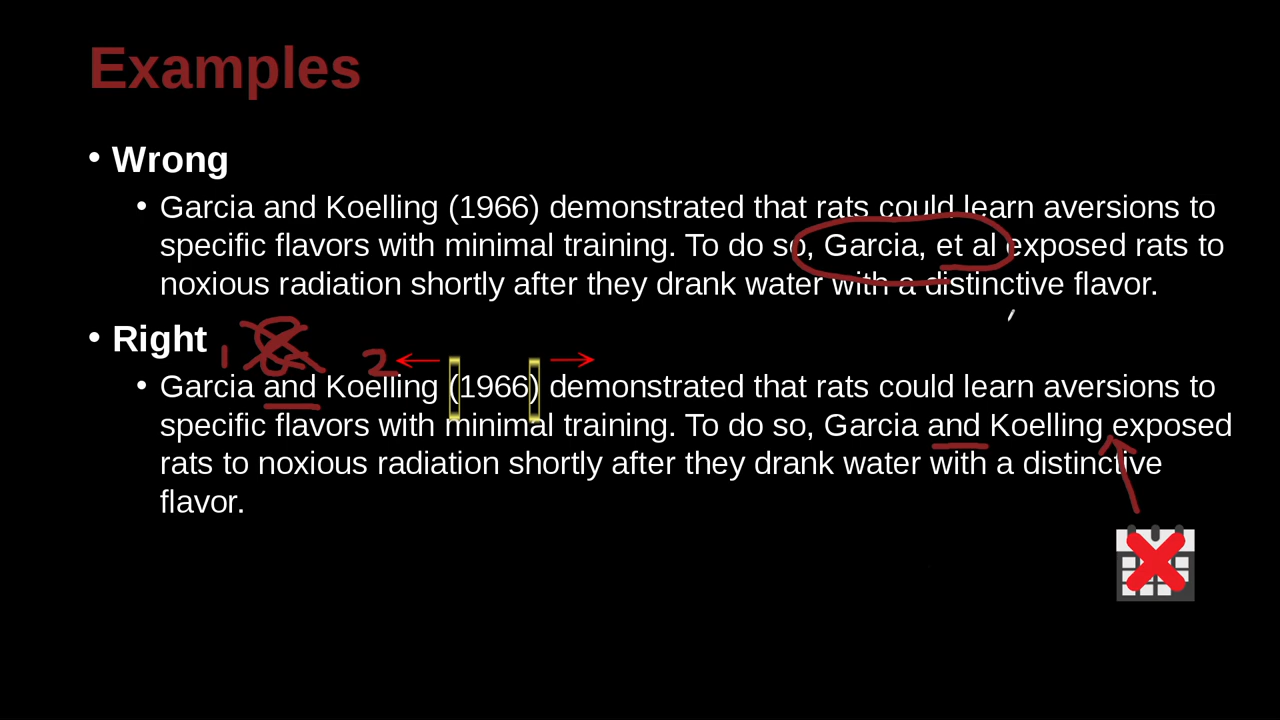 Examples
• Wrong
• Garcia and Koelling (1966) demonstrated that rats could learn aversions to
specific flavors with minimal training. To do so, Garcia, et al exposed rats to
noxious radiation shortly after they drank water with a distinctive flavor.
• Right
1 & 2
• Garcia and Koelling (1966) demonstrated that rats could learn aversions to
specific flavors with minimal training. To do so, Garcia and Koelling exposed
rats to noxious radiation shortly after they drank water with a distinctive
flavor.